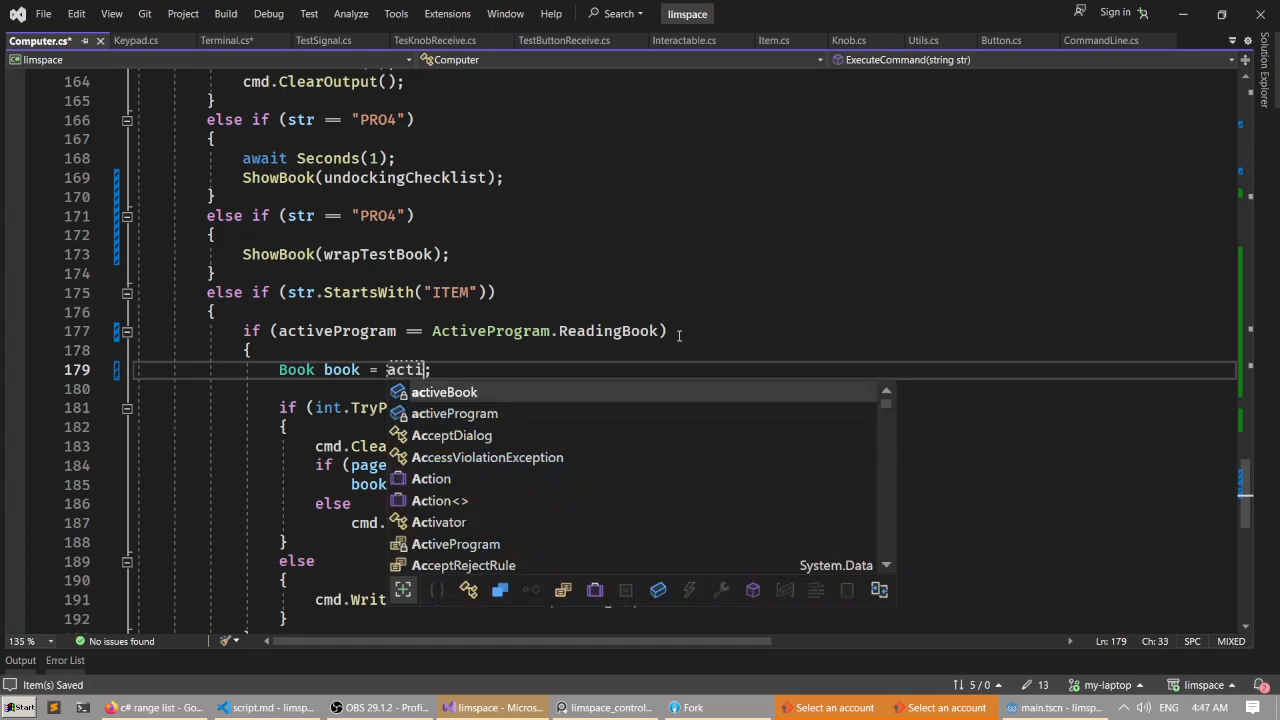 File Edit View Git Project Build Debug Test Analyze Tools Extensions Window Help Search limspace Sign in
Computer.cs* Keypad.cs Terminal.cs* TestSignal.cs TesKnobReceive.cs TestButtonReceive.cs Interactable.cs Item.cs Knob.cs Utils.cs Button.cs CommandLine.cs
limspace Computer ExecuteCommand(string str)
Solution Explorer
164 cmd.ClearOutput();
165 }
166 else if (str == "PRO4")
167 {
168 await Seconds(1);
169 ShowBook(undockingChecklist);
170 }
171 else if (str == "PRO4")
172 {
173 ShowBook(wrapTestBook);
174 }
175 else if (str.StartsWith("ITEM"))
176 {
177 if (activeProgram == ActiveProgram.ReadingBook)
178 {
179 Book book = acti;
180 activeBook
181 if (int.TryP
activeProgram
182 {
AcceptDialog
183 cmd.Clea
AccessViolationException
184 if (page
Action
185 book
Action<>
186 else
Activator
187 cmd.
ActiveProgram
188 }
AcceptRejectRule System.Data
189 else
190 {
191 cmd.Writ
192 }
135 % No issues found Ln: 179 Ch: 33 SPC MIXED
Output Error List
Item(s) Saved 5 / 0 13 my-laptop limspace 2
Start c# range list - Go... script.md - limsp... OBS 29.1.2 - Profi... limspace - Micros... limspace_control... Fork Select an account Select an account main.tscn - limsp... ENG 4:47 AM